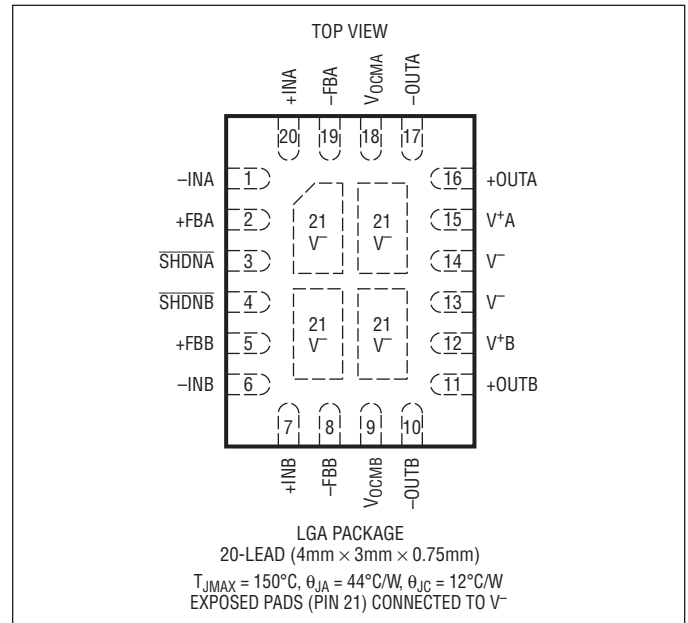 TOP VIEW
+INA
–FBA
VOCMA
–OUTA
20 19 18 17
–INA 1
+FBA 2
SHDNA 3
SHDNB 4
+FBB 5
–INB 6
16 +OUTA
15 V+A
14 V–
13 V–
12 V+B
11 +OUTB
21 21
V– V–
21 21
V– V–
7 8 9 10
+INB
–FBB
VOCMB
–OUTB
LGA PACKAGE
20-LEAD (4mm × 3mm × 0.75mm)
TJMAX = 150°C, θJA = 44°C/W, θJC = 12°C/W
EXPOSED PADS (PIN 21) CONNECTED TO V–